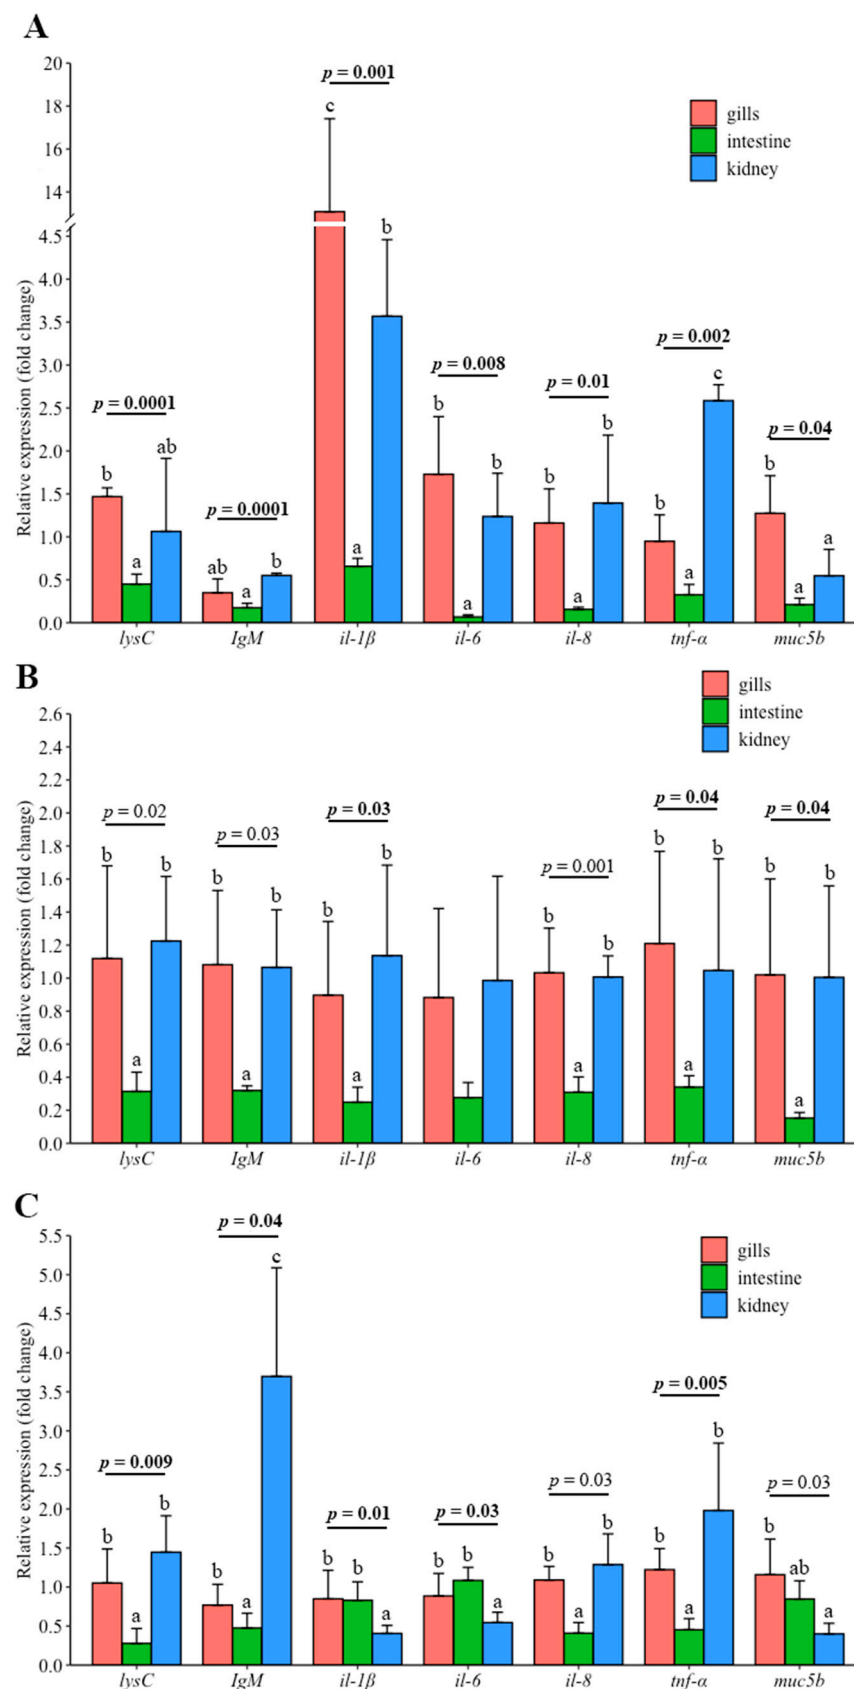 A
20
18
16
14
4.5
4.0
3.5
3.0
2.5
2.0
1.5
1.0
0.5
0.0
Relative expression (fold change)
gills
intestine
kidney
p = 0.0001
p = 0.0001
p = 0.001
p = 0.008
p = 0.01
p = 0.002
p = 0.04
b a ab
ab a b
c a b
b a b
b a b
b a c
b a a
lysC IgM il-1β il-6 il-8 tnf-α muc5b
B
2.6
2.4
2.2
2.0
1.8
1.6
1.4
1.2
1.0
0.8
0.6
0.4
0.2
0.0
Relative expression (fold change)
gills
intestine
kidney
p = 0.02
p = 0.03
p = 0.03
p = 0.001
p = 0.04
p = 0.04
b a b
b a b
b a b
b a b
b a b
b a b
lysC IgM il-1β il-6 il-8 tnf-α muc5b
C
5.5
5.0
4.5
4.0
3.5
3.0
2.5
2.0
1.5
1.0
0.5
0.0
Relative expression (fold change)
gills
intestine
kidney
p = 0.009
p = 0.04
p = 0.01
p = 0.03
p = 0.03
p = 0.005
p = 0.03
b a b
b a c
b b a
b b a
b a b
b a b
b ab a
lysC IgM il-1β il-6 il-8 tnf-α muc5b